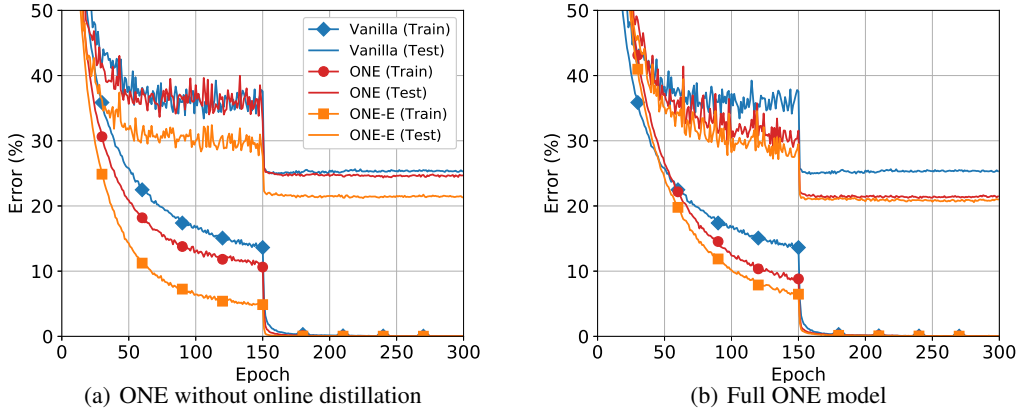 50
40
30
20
10
0
Error (%)
0 50 100 150 200 250 300
Epoch
Vanilla (Train)
Vanilla (Test)
ONE (Train)
ONE (Test)
ONE-E (Train)
ONE-E (Test)
(a) ONE without online distillation
50
40
30
20
10
0
Error (%)
0 50 100 150 200 250 300
Epoch
(b) Full ONE model